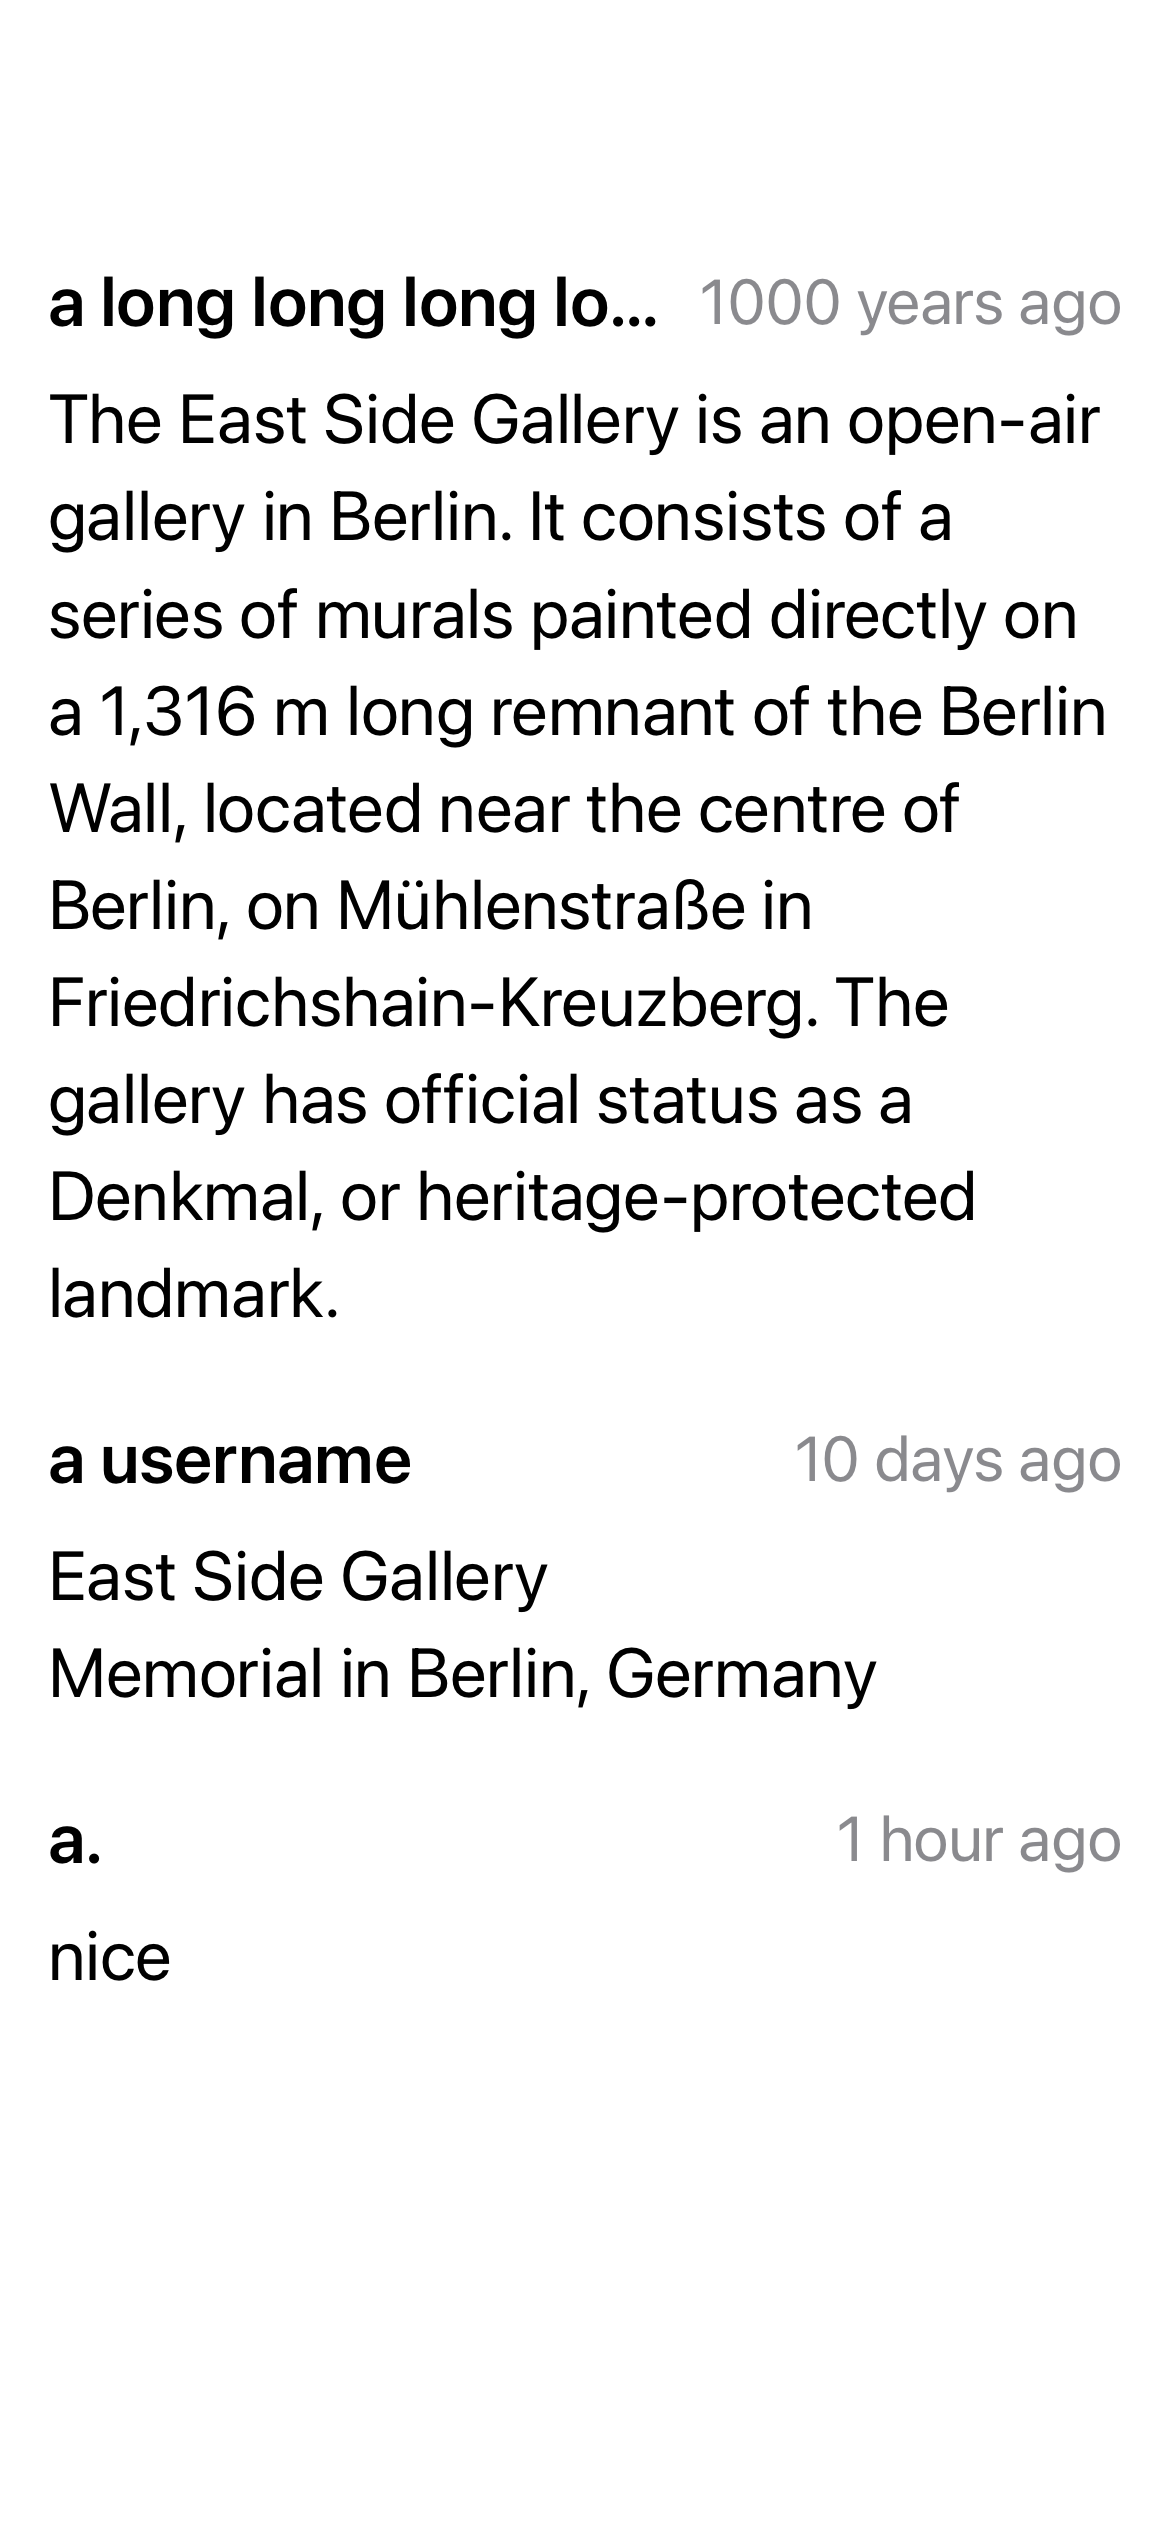 a long long long lo... 1000 years ago
The East Side Gallery is an open-air
gallery in Berlin. It consists of a
series of murals painted directly on
a 1,316 m long remnant of the Berlin
Wall, located near the centre of
Berlin, on Mühlenstraße in
Friedrichshain-Kreuzberg. The
gallery has official status as a
Denkmal, or heritage-protected
landmark.
a username 10 days ago
East Side Gallery
Memorial in Berlin, Germany
a. 1 hour ago
nice